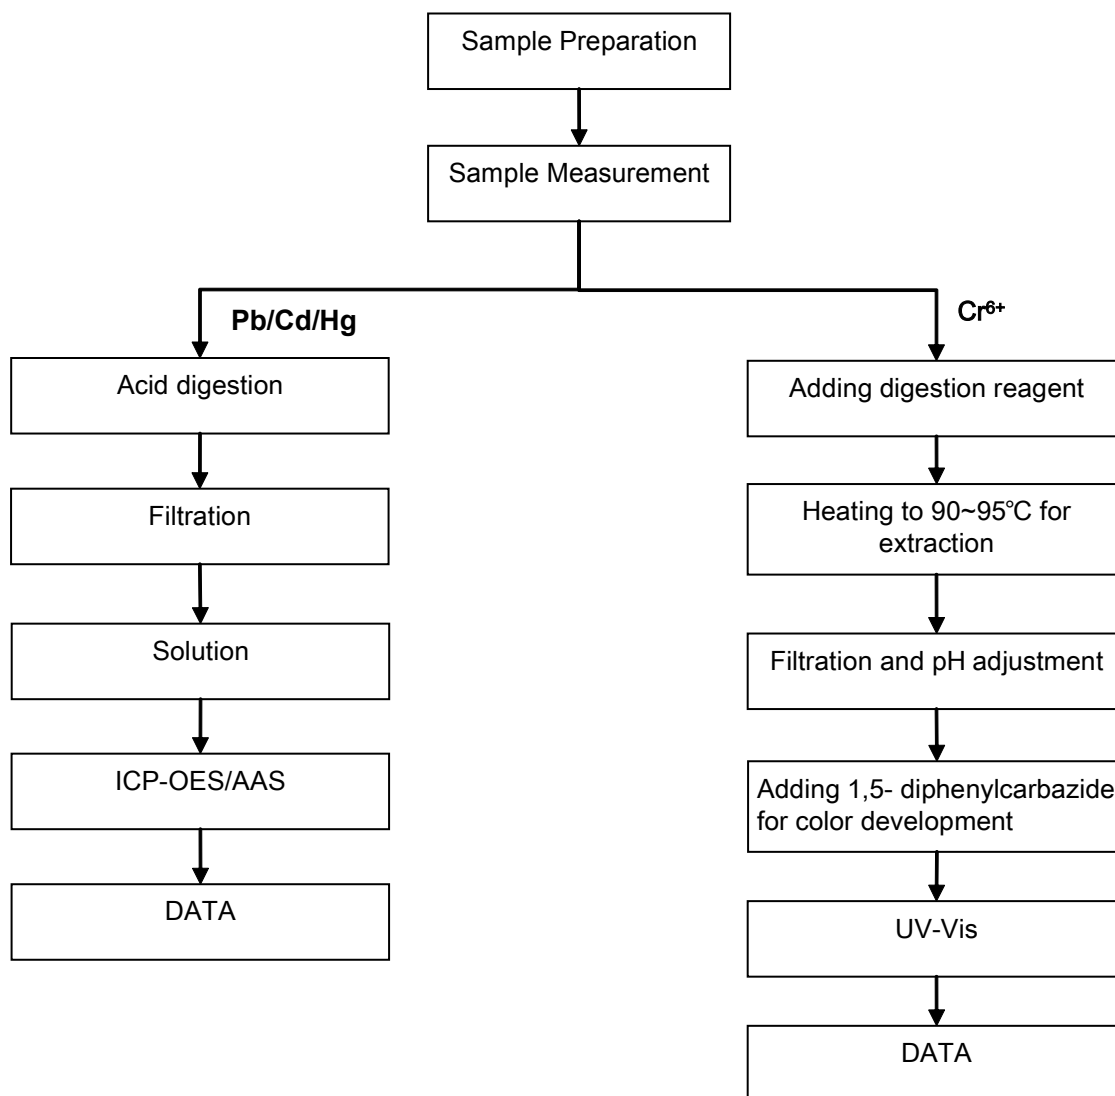 Sample Preparation
Sample Measurement
Pb/Cd/Hg
Acid digestion
Filtration
Solution
ICP-OES/AAS
DATA
Cr⁶⁺
Adding digestion reagent
Heating to 90~95℃ for
extraction
Filtration and pH adjustment
Adding 1,5- diphenylcarbazide
for color development
UV-Vis
DATA